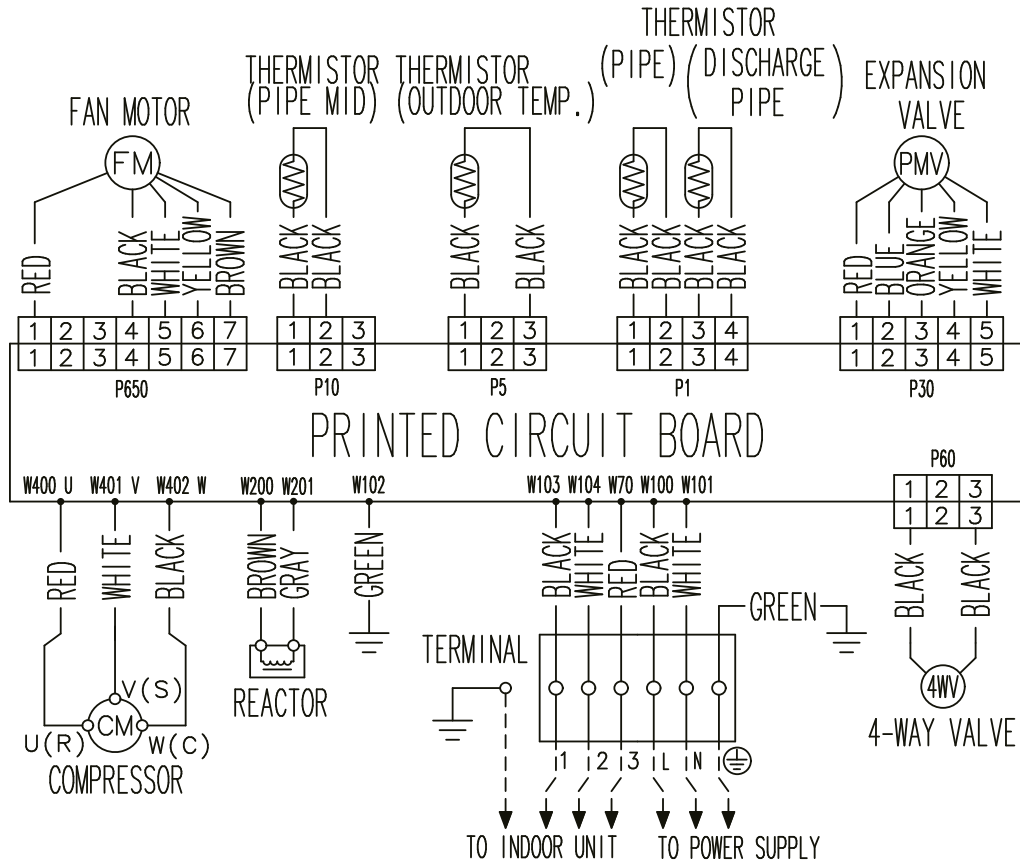 THERMISTOR
(PIPE) (DISCHARGE PIPE)
THERMISTOR
(PIPE MID)
THERMISTOR
(OUTDOOR TEMP.)
EXPANSION
VALVE
FAN MOTOR
FM
PMV
RED
BLACK
WHITE
YELLOW
BROWN
BLACK
BLACK
BLACK
BLACK
BLACK
BLACK
BLACK
BLACK
RED
BLUE
ORANGE
YELLOW
WHITE
1 2 3 4 5 6 7
1 2 3
1 2 3
1 2 3 4
1 2 3 4 5
1 2 3 4 5 6 7
1 2 3
1 2 3
1 2 3 4
1 2 3 4 5
P650
P10
P5
P1
P30
PRINTED CIRCUIT BOARD
P60
W400 U
W401 V
W402 W
W200
W201
W102
W103
W104
W70
W100
W101
1 2 3
1 2 3
RED
WHITE
BLACK
BROWN
GRAY
GREEN
BLACK
WHITE
RED
BLACK
WHITE
GREEN
BLACK
BLACK
TERMINAL
V(S)
CM
U(R)
W(C)
COMPRESSOR
REACTOR
4WV
4-WAY VALVE
1 2 3 L N
TO INDOOR UNIT
TO POWER SUPPLY